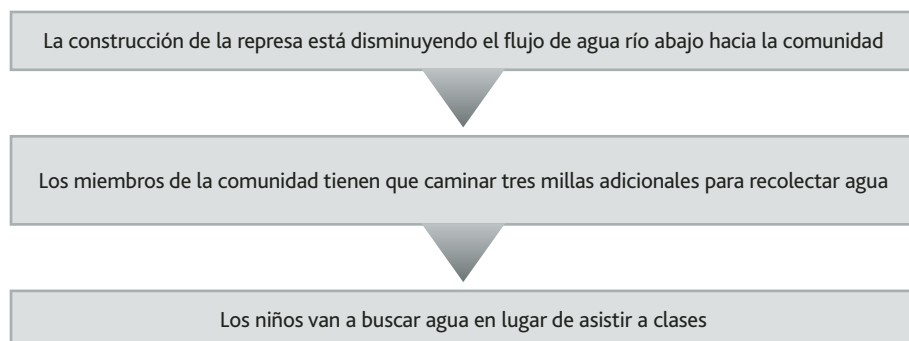 La construcción de la represa está disminuyendo el flujo de agua río abajo hacia la comunidad
Los miembros de la comunidad tienen que caminar tres millas adicionales para recolectar agua
Los niños van a buscar agua en lugar de asistir a clases